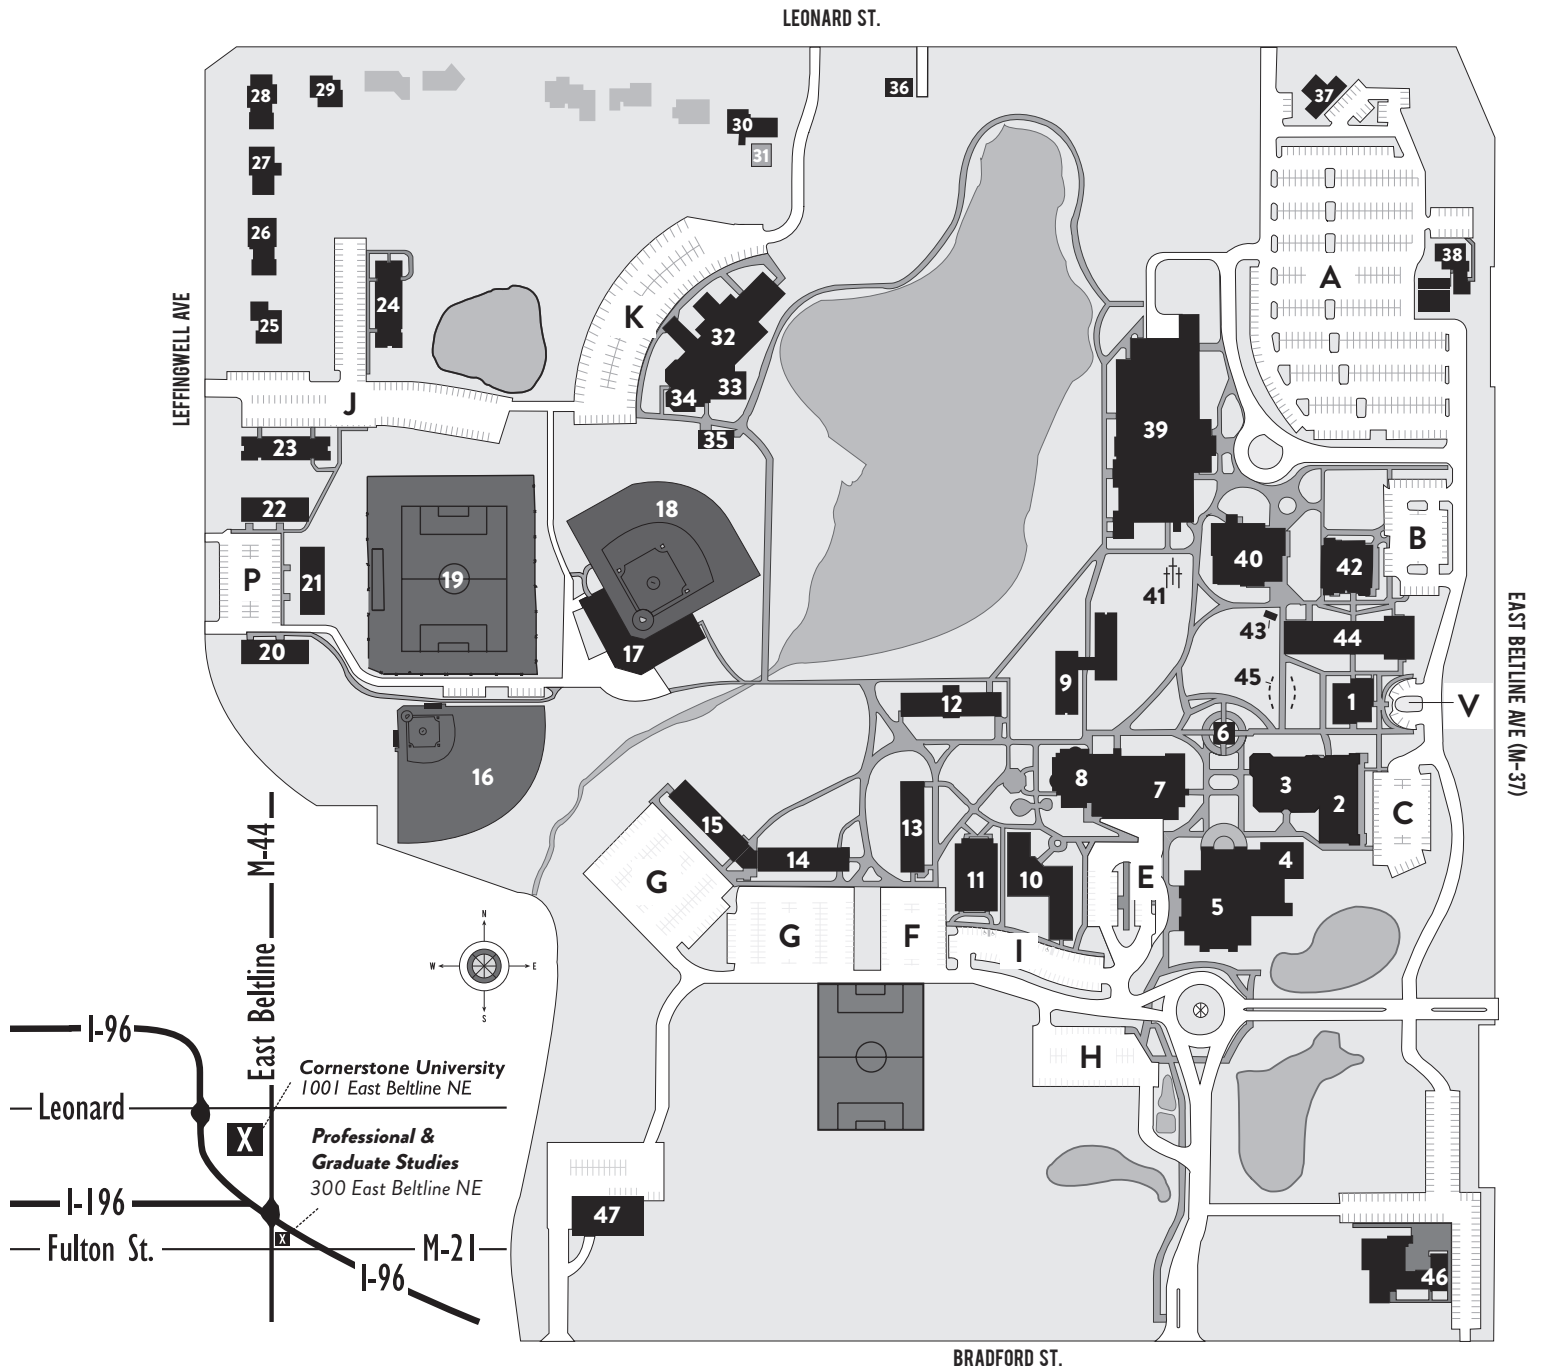 LEONARD ST.
28
29
36
37
30
31
27
26
38
A
25
24
K
32
33
34
35
J
LEFFINGWELL AVE
39
23
22
18
B
P
21
19
40
42
41
17
20
43
44
EAST BELTLINE AVE (M-37)
9
45
12
1
V
6
16
8
7
3
2
C
15
13
14
G
11
10
E
4
5
G
F
I
N
W
E
S
M-44
East Beltline
I-96
H
Cornerstone University
1001 East Beltline NE
Leonard
X
Professional &
Graduate Studies
300 East Beltline NE
I-196
47
X
Fulton St.
M-21
I-96
46
BRADFORD ST.